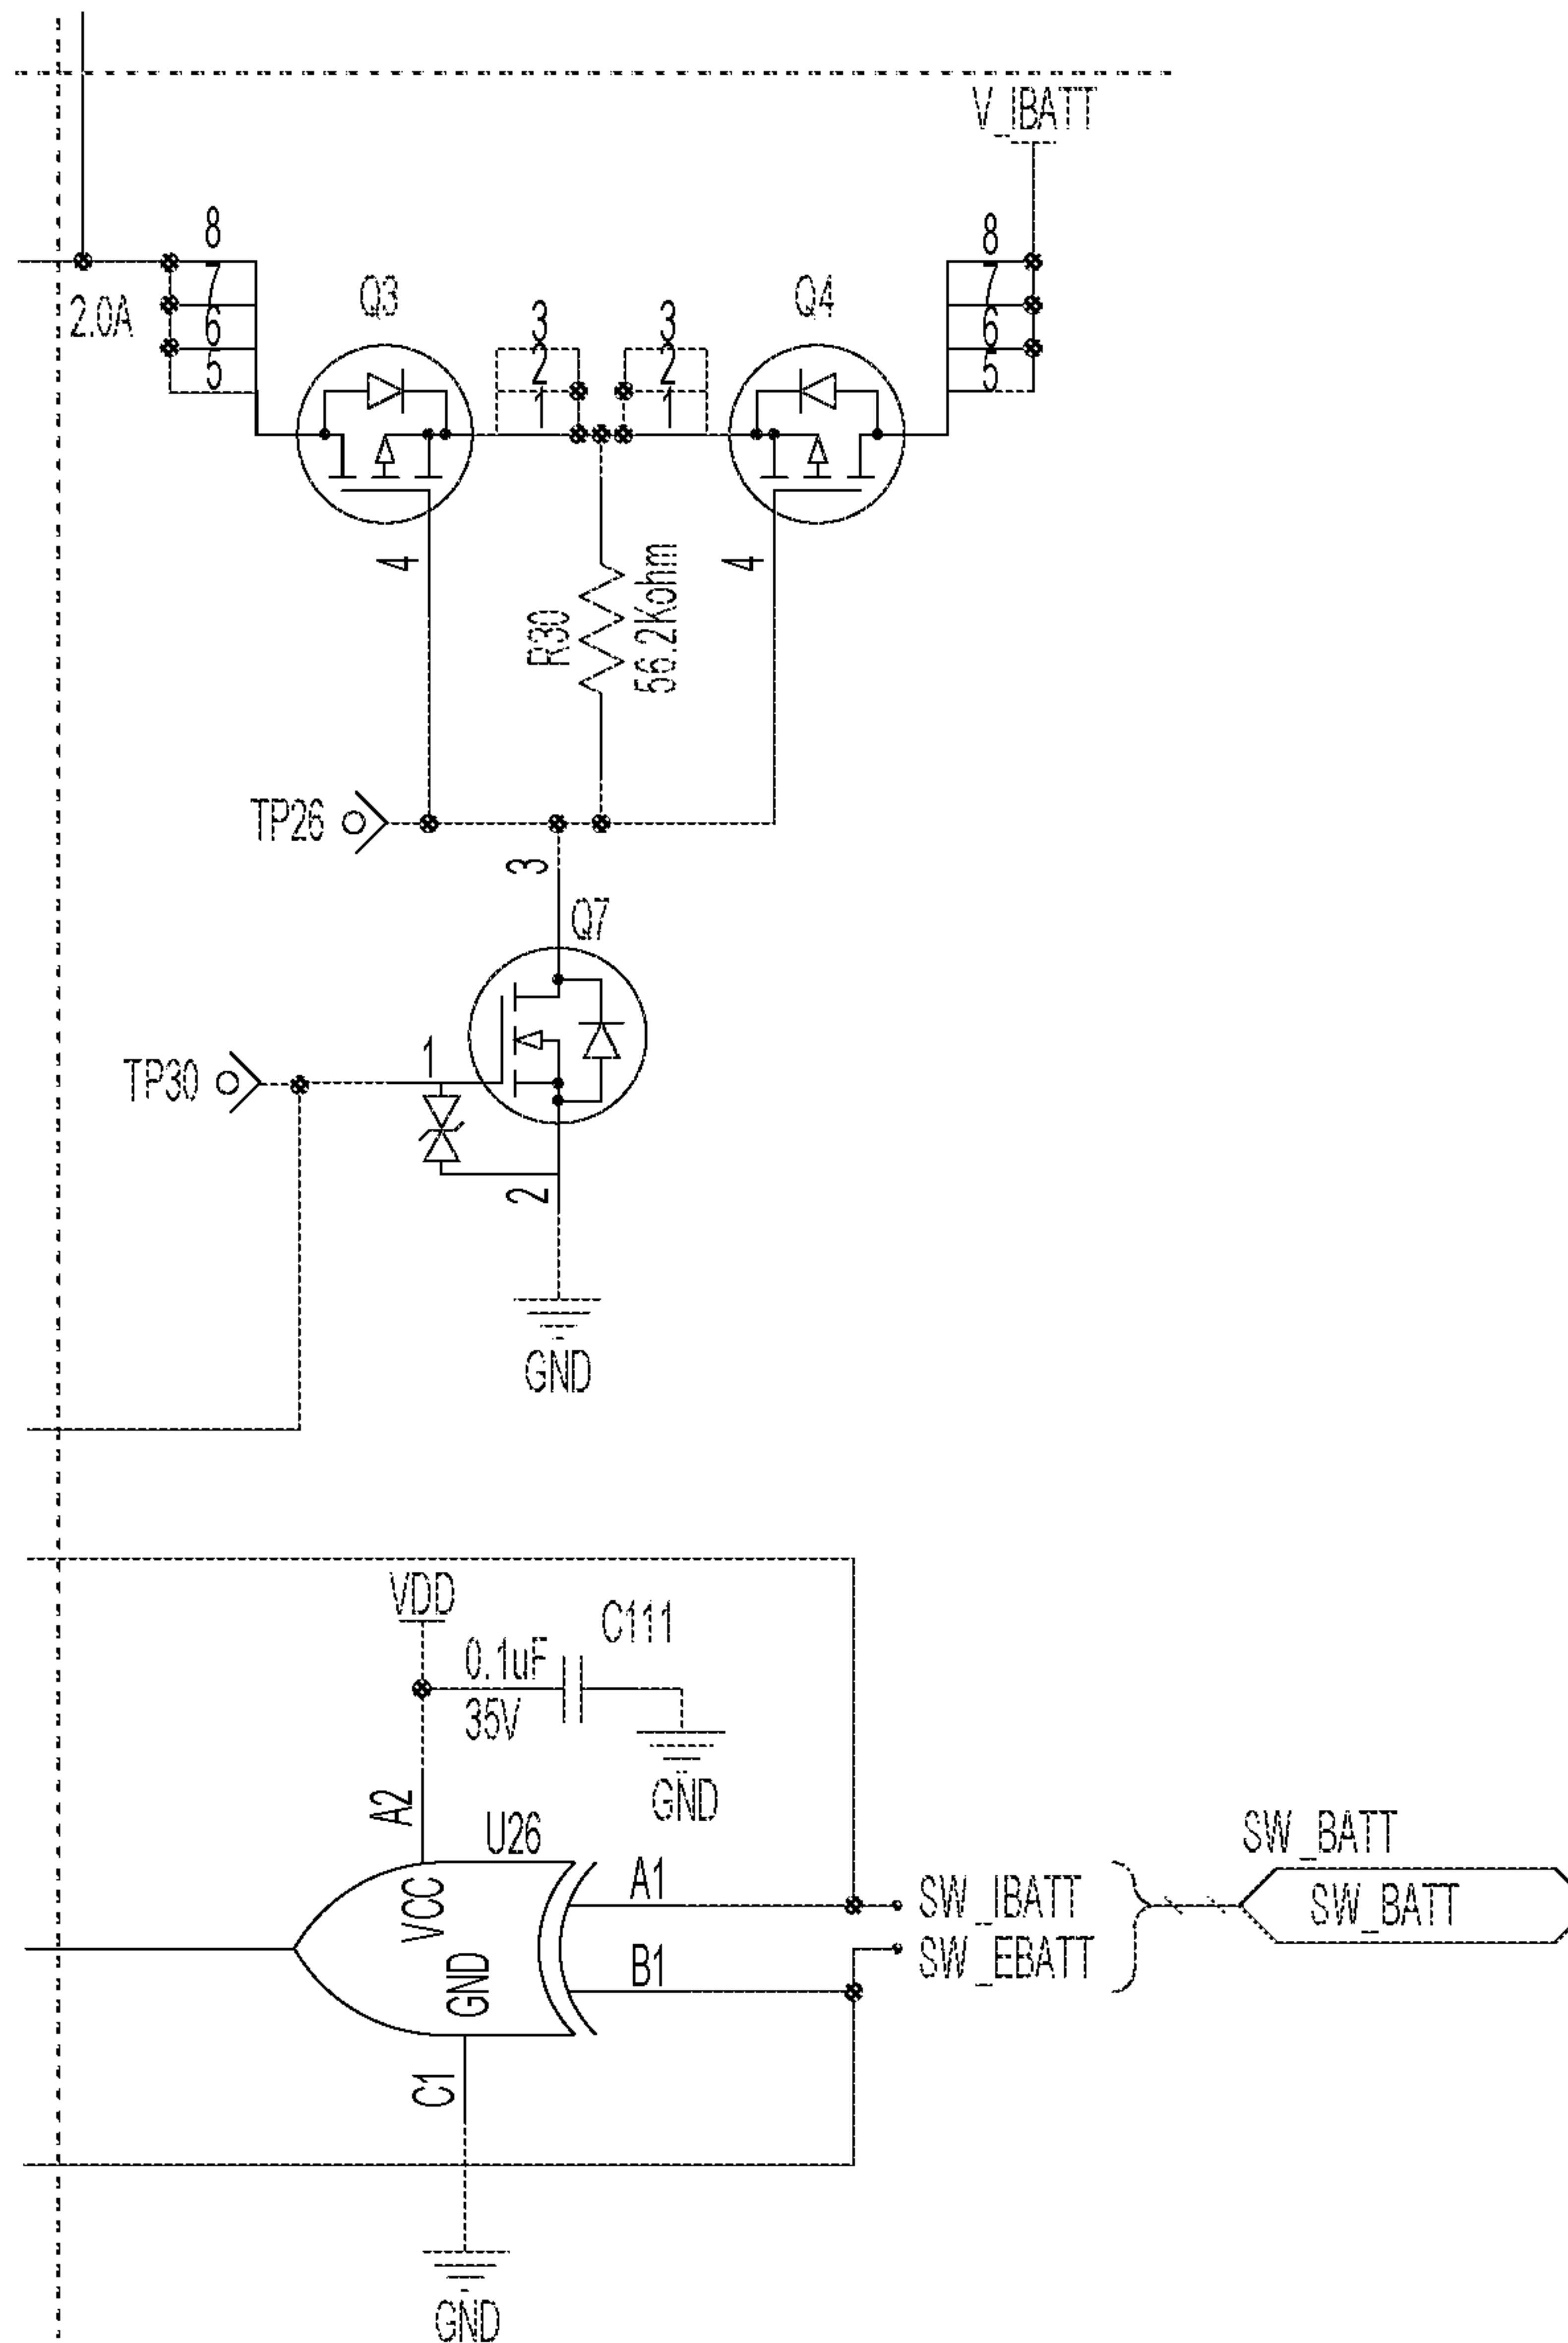 V_IBATT
8
7
6
5
2.0A
Q3
3
2
1
3
2
1
Q4
8
7
6
5
4
R30
56.2Kohm
4
TP26
3
Q7
TP30
1
2
GND
VDD
C111
0.1uF
35V
GND
A2
U26
VCC
GND
A1
B1
C1
GND
SW_IBATT
SW_EBATT
SW_BATT
SW_BATT